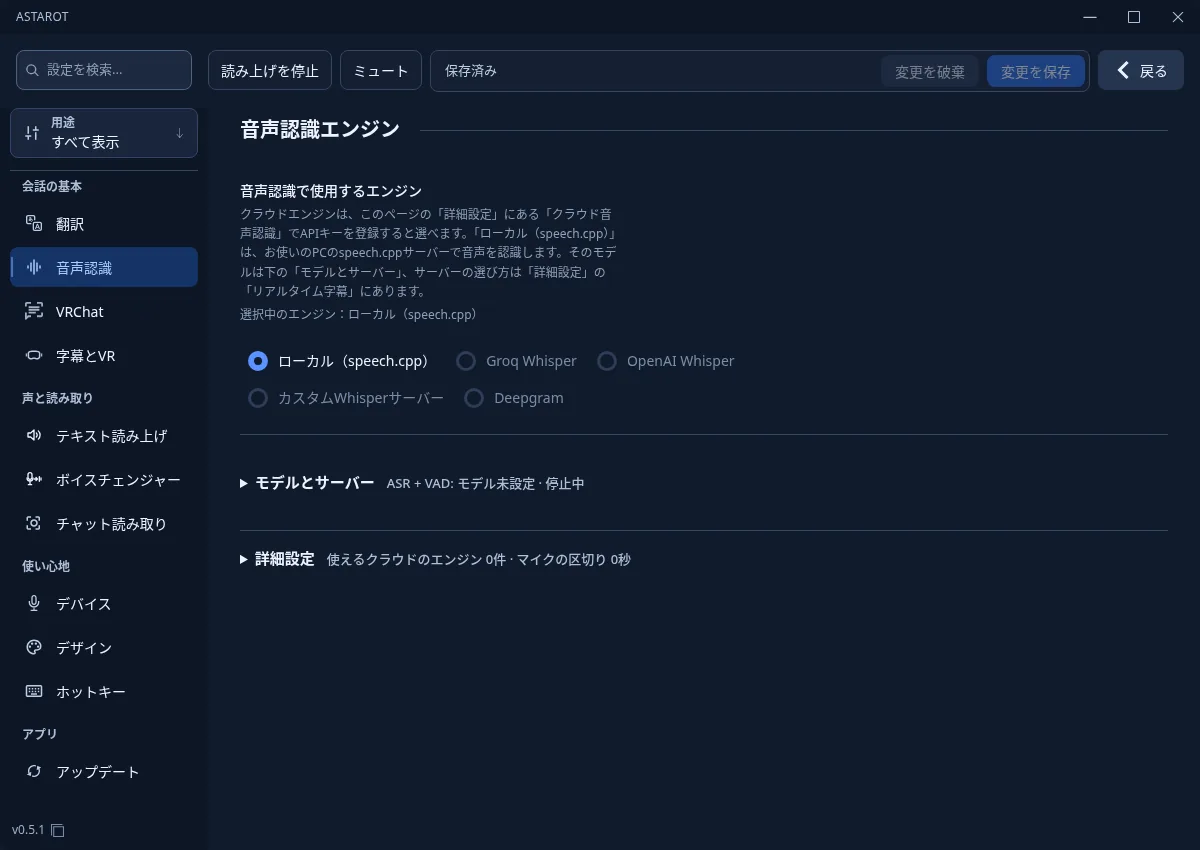 ASTAROT
設定を検索...
読み上げを停止
ミュート
保存済み
変更を破棄
変更を保存
戻る
用途
すべて表示
会話の基本
翻訳
音声認識
VRChat
字幕とVR
声と読み取り
テキスト読み上げ
ボイスチェンジャー
チャット読み取り
使い心地
デバイス
デザイン
ホットキー
アプリ
アップデート
v0.5.1
音声認識エンジン
音声認識で使用するエンジン
クラウドエンジンは、このページの「詳細設定」にある「クラウド音
声認識」でAPIキーを登録すると選べます。「ローカル（speech.cpp）」
は、お使いのPCのspeech.cppサーバーで音声を認識します。そのモデ
ルは下の「モデルとサーバー」、サーバーの選び方は「詳細設定」の
「リアルタイム字幕」にあります。
選択中のエンジン：ローカル（speech.cpp）
ローカル（speech.cpp）
Groq Whisper
OpenAI Whisper
カスタムWhisperサーバー
Deepgram
モデルとサーバー ASR + VAD: モデル未設定 · 停止中
詳細設定 使えるクラウドのエンジン 0件 · マイクの区切り 0秒